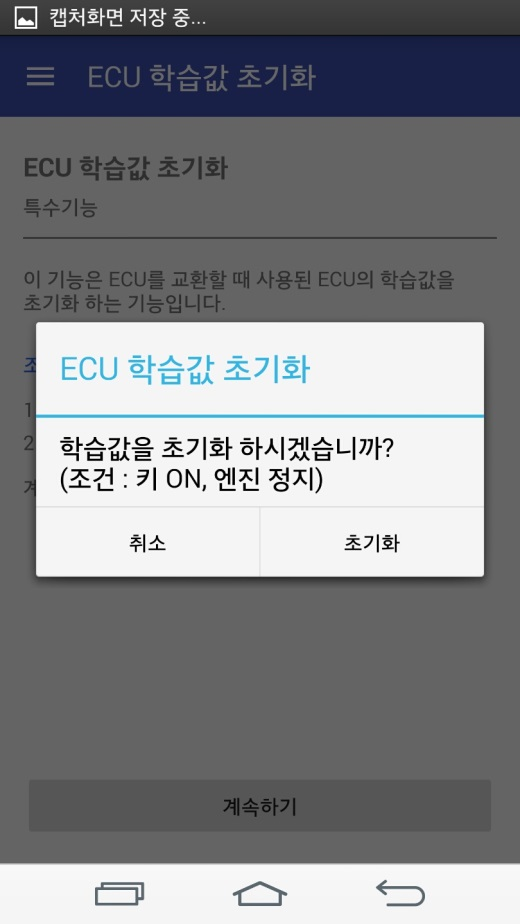 캡처화면 저장 중...
ECU 학습값 초기화
ECU 학습값 초기화
특수기능
이 기능은 ECU를 교환할 때 사용된 ECU의 학습값을
초기화 하는 기능입니다.
조
ECU 학습값 초기화
1
학습값을 초기화 하시겠습니까?
2
(조건 : 키 ON, 엔진 정지)
취소
초기화
계속하기